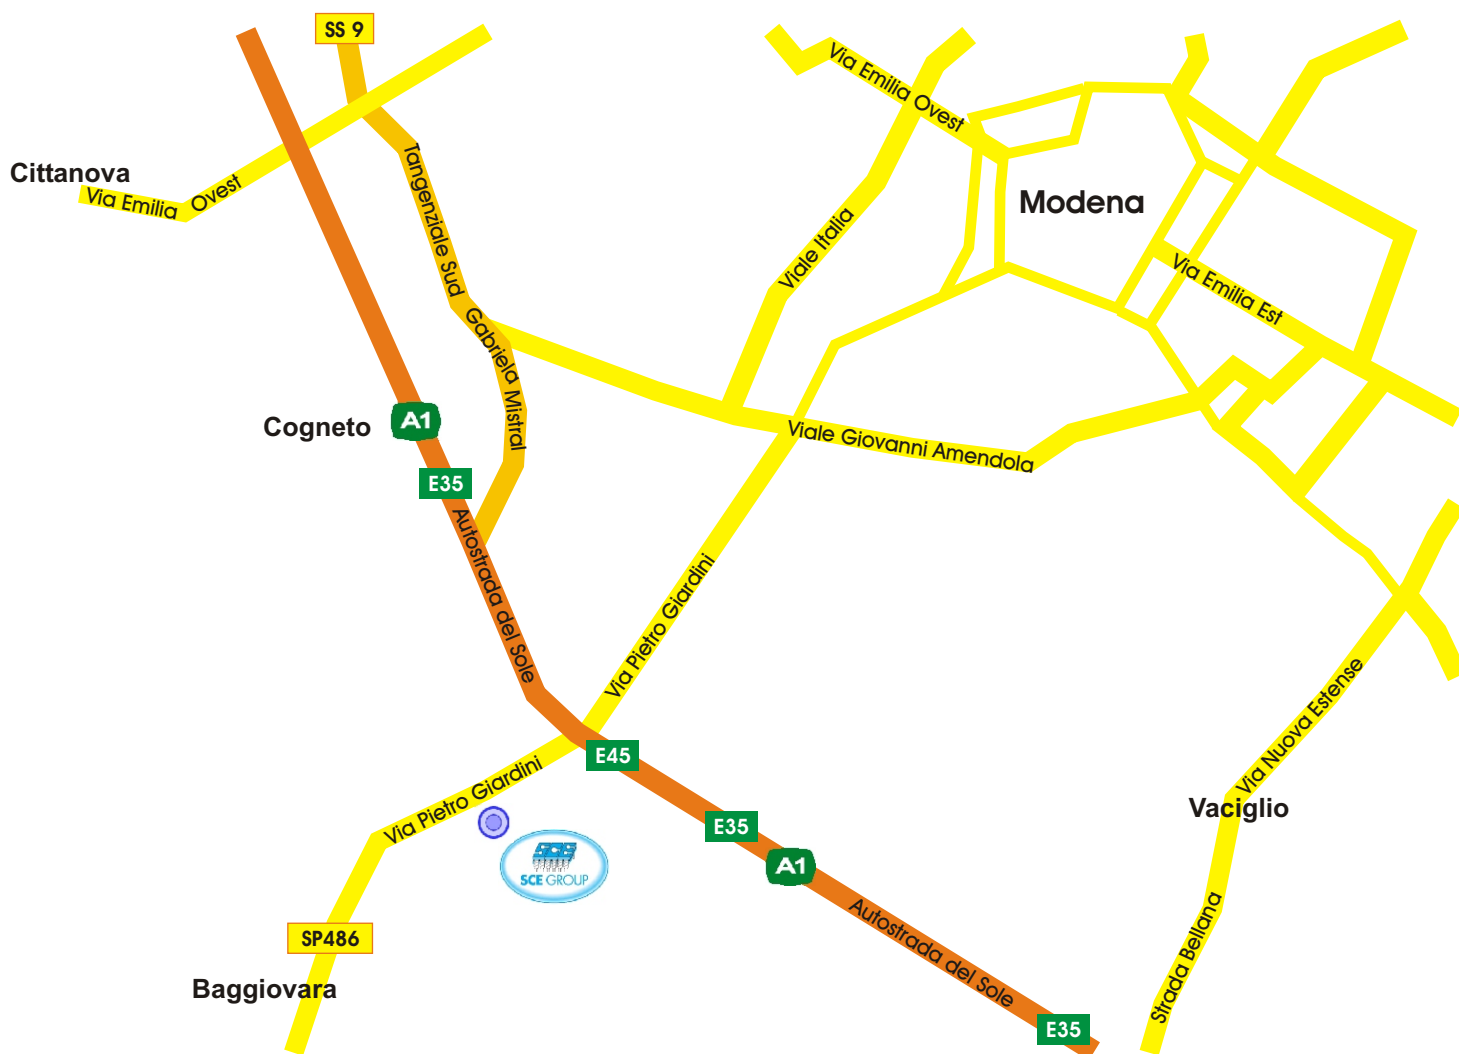 SS 9
Via Emilia Ovest
Cittanova
Via Emilia Ovest
Tangenziale Sud
Modena
Viale Italia
Via Emilia Est
Gabriela Mistral
Cogneto
A1
Viale Giovanni Amendola
E35
Autostrada del Sole
Via Pietro Giardini
Via Nuova Estense
E45
Via Pietro Giardini
Vaciglio
E35
SCE
SCE GROUP
A1
Autostrada del Sole
Strada Bellana
SP486
Baggiovara
E35